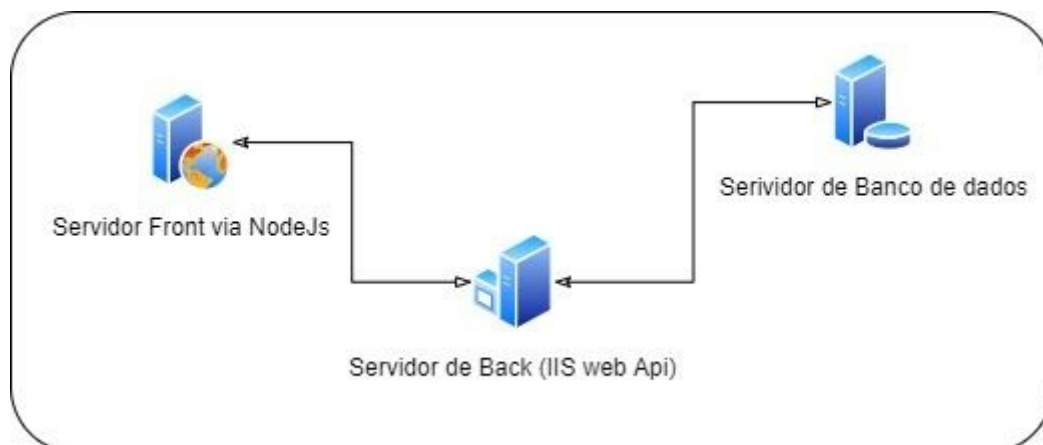 Servidor Front via NodeJs
Serividor de Banco de dados
Servidor de Back (IIS web Api)